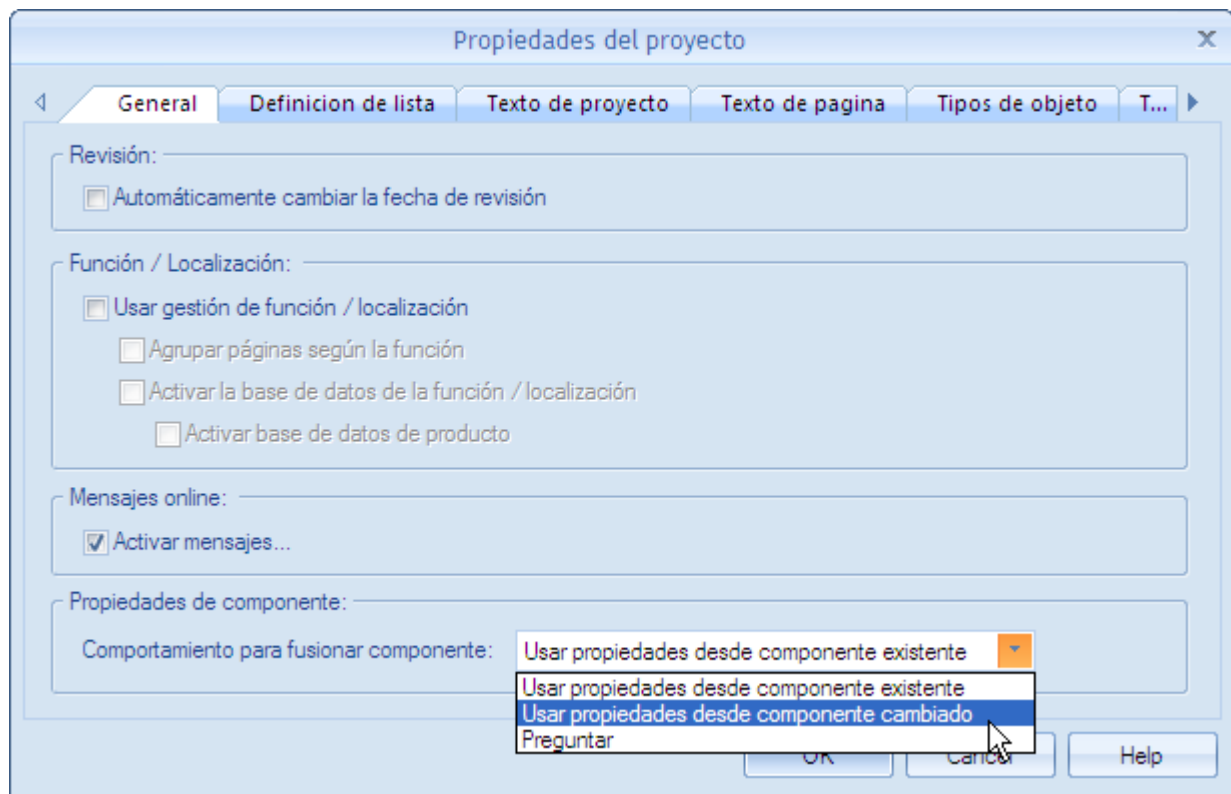 Propiedades del proyecto
General Definicion de lista Texto de proyecto Texto de pagina Tipos de objeto T...
Revisión:
Automáticamente cambiar la fecha de revisión
Función / Localización:
Usar gestión de función / localización
Agrupar páginas según la función
Activar la base de datos de la función / localización
Activar base de datos de producto
Mensajes online:
Activar mensajes...
Propiedades de componente:
Comportamiento para fusionar componente: Usar propiedades desde componente existente
Usar propiedades desde componente existente
Usar propiedades desde componente cambiado
Preguntar
OK Cancel Help